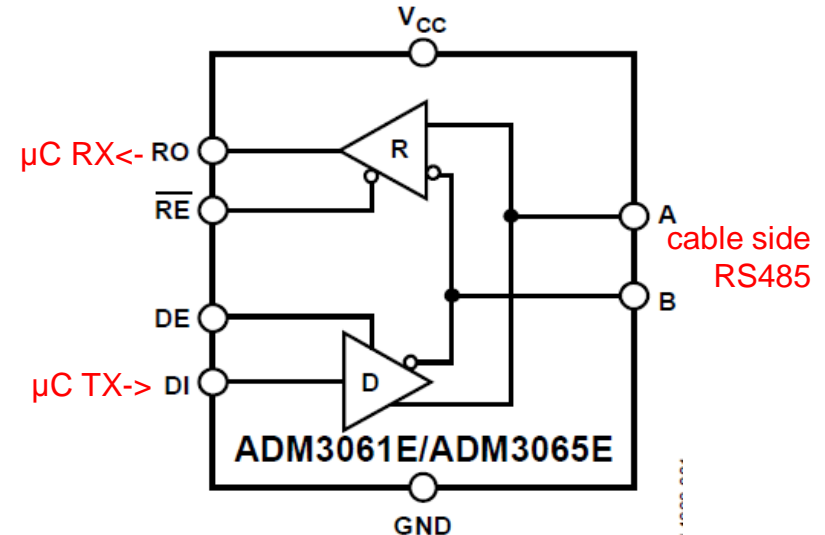 VCC
µC RX<- RO
R
RE
A
cable side
RS485
B
DE
µC TX-> DI
D
ADM3061E/ADM3065E
GND